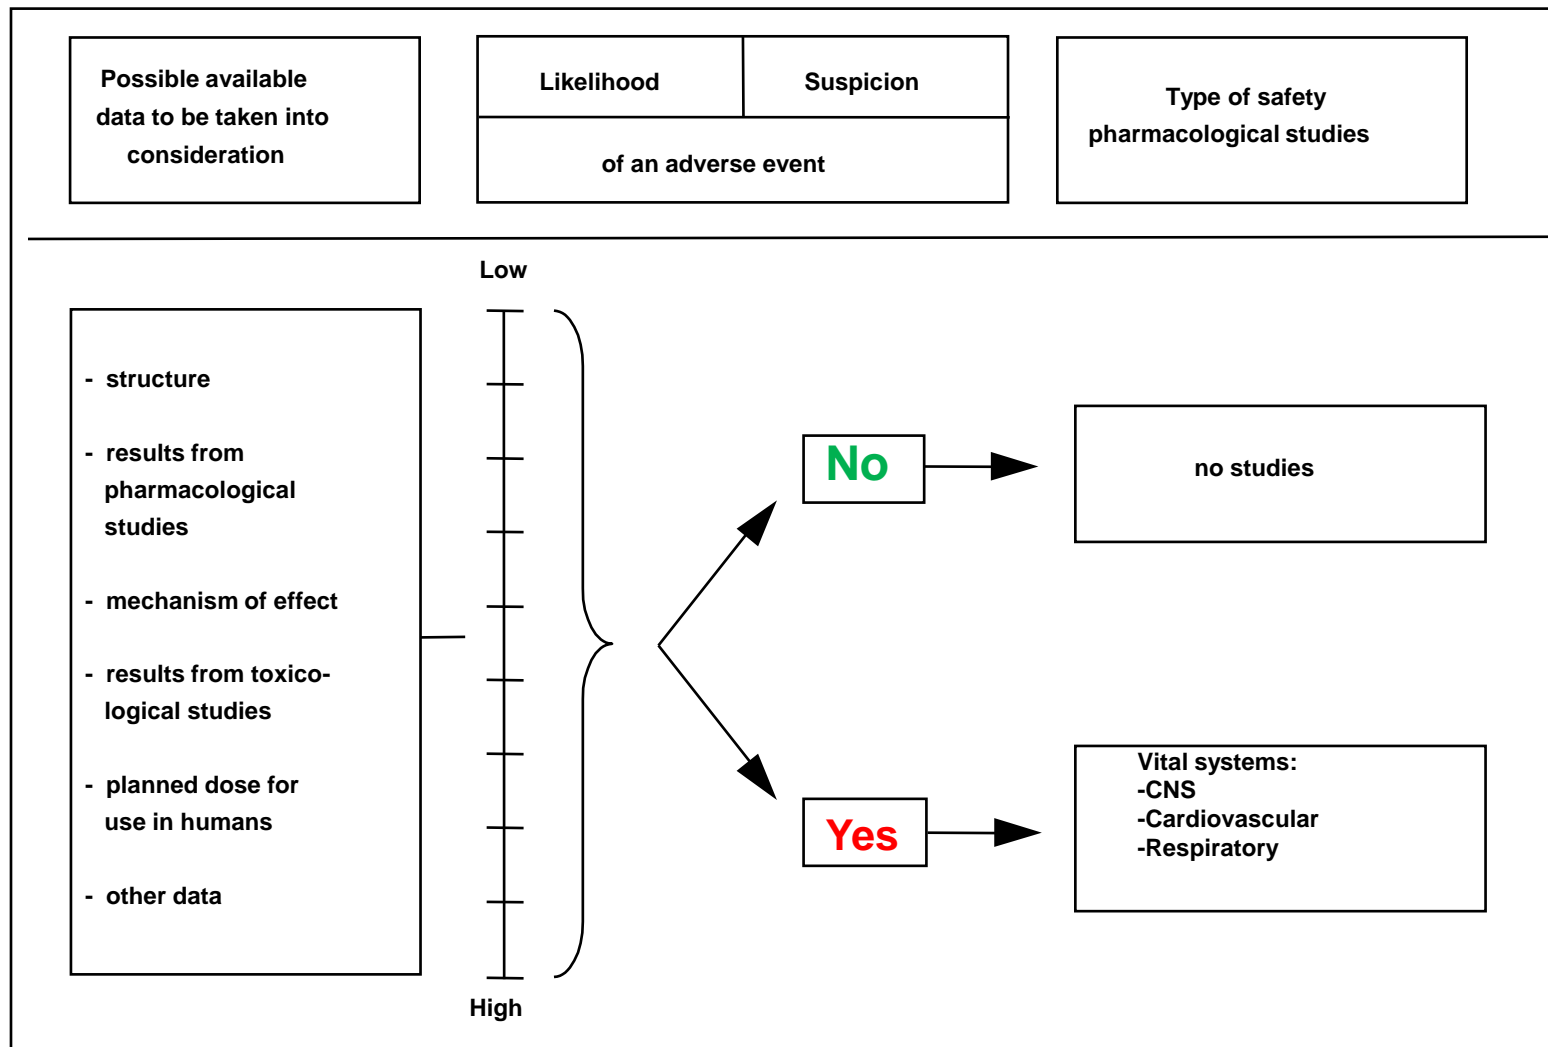 Possible available
data to be taken into
consideration
Likelihood
Suspicion
of an adverse event
Type of safety
pharmacological studies
Low
- structure
- results from
pharmacological
studies
- mechanism of effect
- results from toxico-
logical studies
- planned dose for
use in humans
- other data
High
No
no studies
Yes
Vital systems:
-CNS
-Cardiovascular
-Respiratory